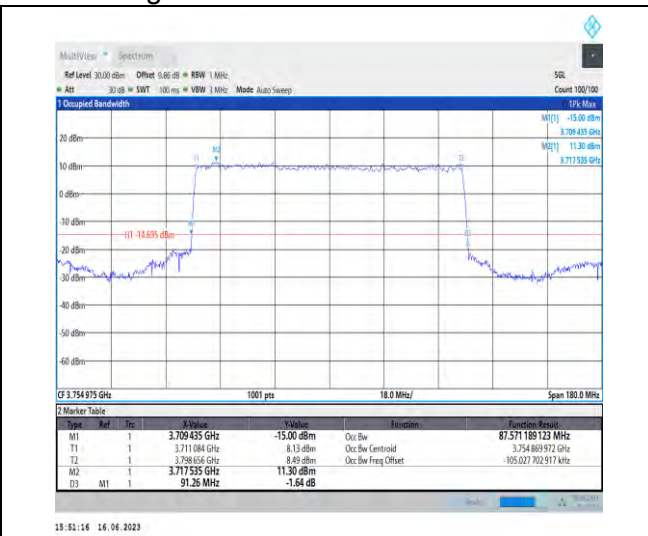 MultiView Spectrum
Ref Level 30.00 dBm Offset 9.86 dB RBW 1 MHz SGL
Att 30 dB SWT 100 ms VBW 3 MHz Mode Auto Sweep Count 100/100
1 Occupied Bandwidth 1Pk Max
M1[1] -15.00 dBm
3.709 435 GHz
M2[1] 11.30 dBm
3.717 535 GHz
20 dBm
M2
T1 T2
10 dBm
0 dBm
-10 dBm
M1
H1 -14.695 dBm
D3
-20 dBm
-30 dBm
-40 dBm
-50 dBm
-60 dBm
CF 3.754 975 GHz 1001 pts 18.0 MHz/ Span 180.0 MHz
2 Marker Table
Type Ref Trc X-Value Y-Value Function Function Result
M1 1 3.709 435 GHz -15.00 dBm Occ Bw 87.571 189 123 MHz
T1 1 3.711 084 GHz 8.13 dBm Occ Bw Centroid 3.754 869 972 GHz
T2 1 3.798 656 GHz 8.49 dBm Occ Bw Freq Offset -105.027 702 917 kHz
M2 1 3.717 535 GHz 11.30 dBm
D3 M1 1 91.26 MHz -1.64 dB
15:51:16 16.06.2023